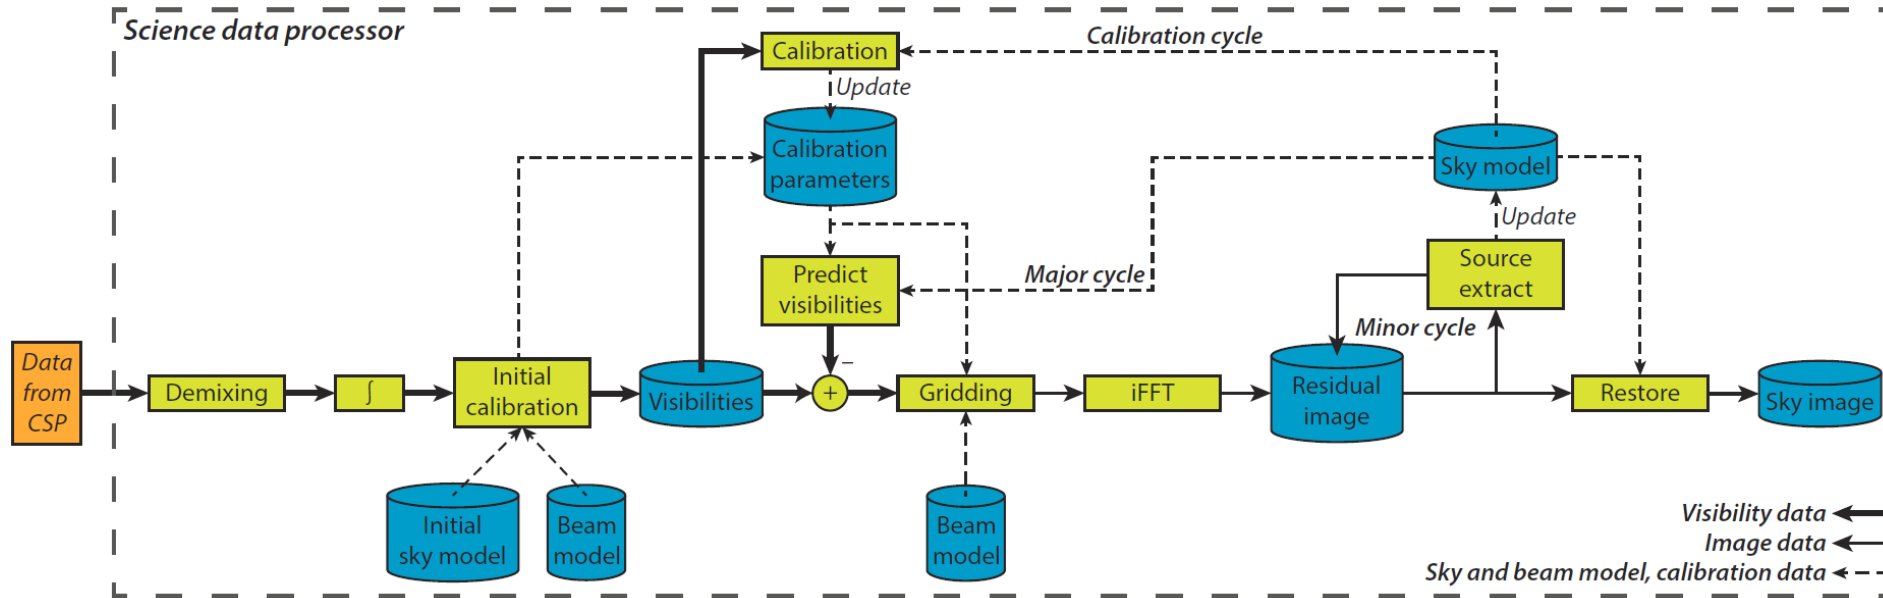 Science data processor
Calibration
Calibration cycle
Update
Calibration
parameters
Sky model
Update
Predict
visibilities
Major cycle
Source
extract
Minor cycle
Data
from
CSP
Demixing
∫
Initial
calibration
Visibilities
−
+
Gridding
iFFT
Residual
image
Restore
Sky image
Initial
sky model
Beam
model
Beam
model
Visibility data
Image data
Sky and beam model, calibration data